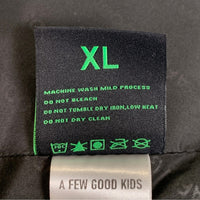 XL
MACHINE WASH MILD PROCESS
DO NOT BLEACH
DO NOT TUMBLE DRY IRON, LOW HEAT
DO NOT DRY CLEAN
A FEW GOOD KIDS